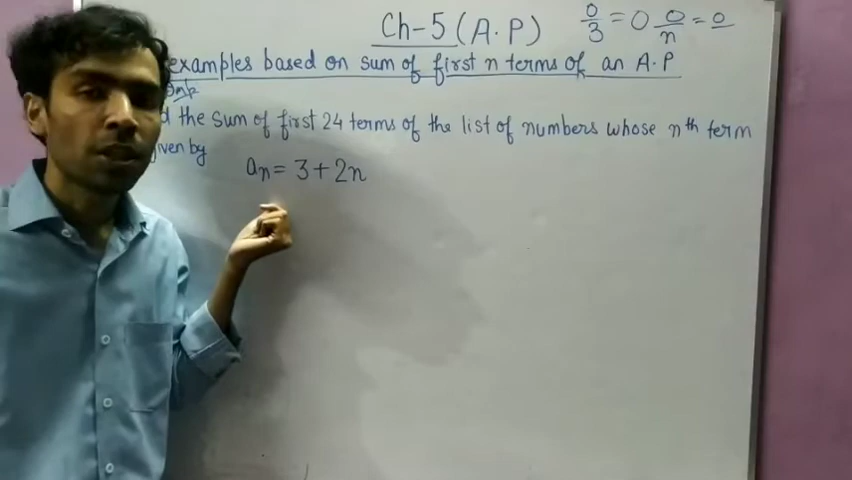 Ch-5 (A.P)
0/3 = 0 0/n = 0
examples based on sum of first n terms of an A.P
the sum of first 24 terms of the list of numbers whose nth term
by
an = 3+2n